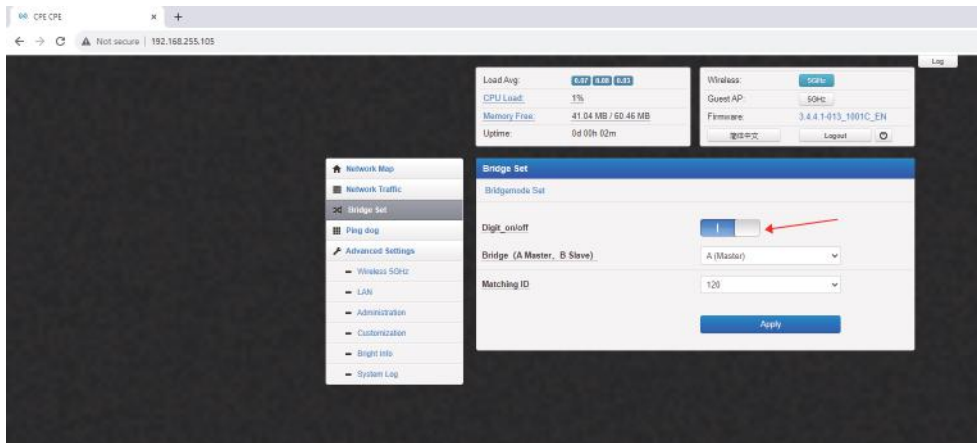 CPE CPE
Not secure | 192.168.255.105
Log
Load Avg: 0.07 0.08 0.03
CPU Load: 1%
Memory Free: 41.04 MB / 60.46 MB
Uptime: 0d 00h 02m
Wireless: 5GHz
Guest AP: 5GHz
Firmware: 3.4.4.1-013_1001C_EN
Logout
Network Map
Network Traffic
Bridge Set
Ping dog
Advanced Settings
Wireless 5GHz
LAN
Administration
Customization
Bright Info
System Log
Bridge Set
Bridgemode Set
Digit_on/off
Bridge (A Master, B Slave) A (Master)
Matching ID 120
Apply